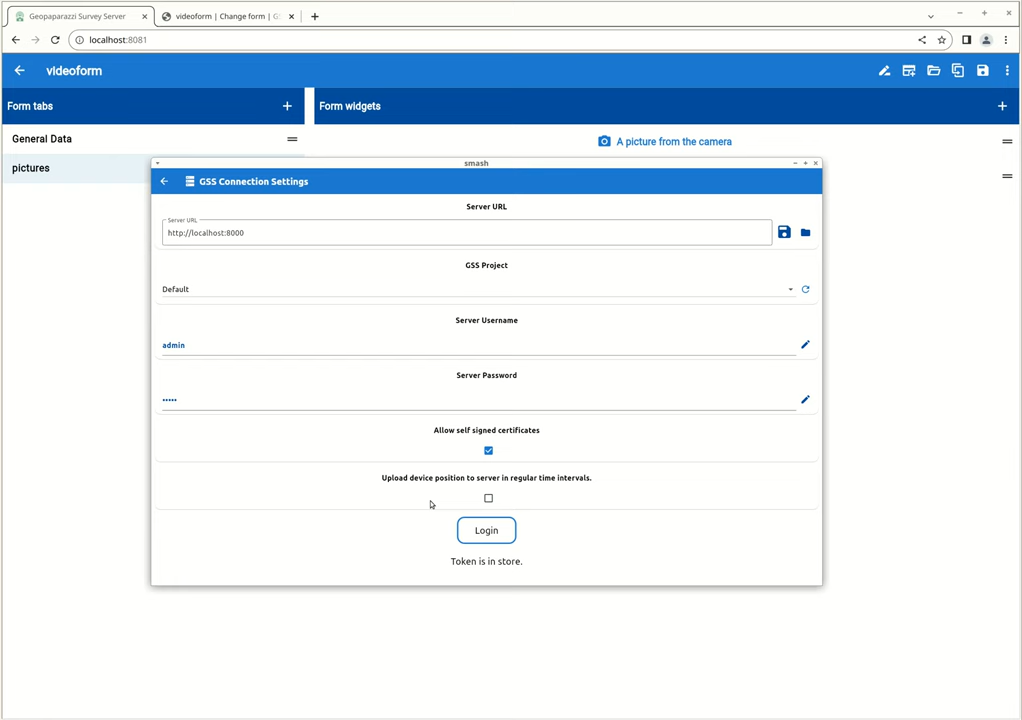 Geopaparazzi Survey Server
videoform | Change form | G
localhost:8081
videoform
Form tabs
Form widgets
General Data
A picture from the camera
pictures
smash
GSS Connection Settings
Server URL
Server URL
http://localhost:8000
GSS Project
Default
Server Username
admin
Server Password
•••••
Allow self signed certificates
Upload device position to server in regular time intervals.
Login
Token is in store.